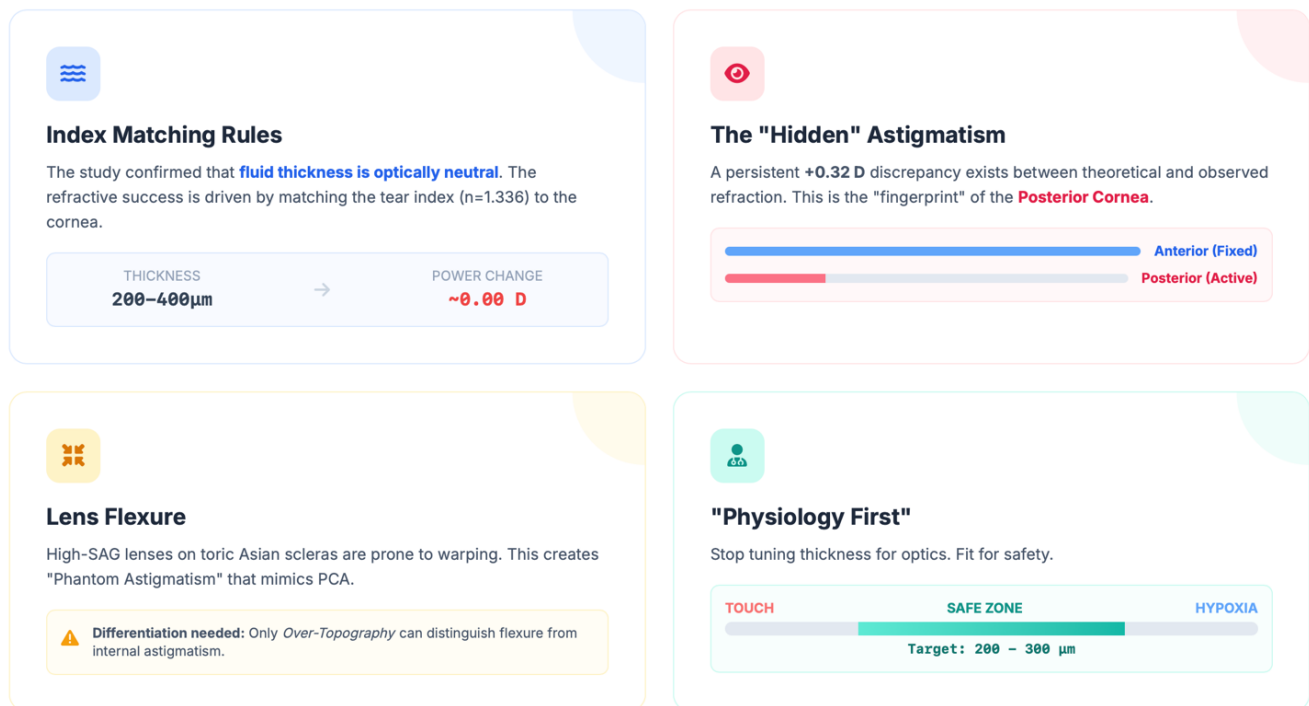 Index Matching Rules
The study confirmed that fluid thickness is optically neutral. The
refractive success is driven by matching the tear index (n=1.336) to the
cornea.
THICKNESS
200–400μm
→
POWER CHANGE
~0.00 D
The "Hidden" Astigmatism
A persistent +0.32 D discrepancy exists between theoretical and observed
refraction. This is the "fingerprint" of the Posterior Cornea.
Anterior (Fixed)
Posterior (Active)
Lens Flexure
High-SAG lenses on toric Asian scleras are prone to warping. This creates
"Phantom Astigmatism" that mimics PCA.
Differentiation needed: Only Over-Topography can distinguish flexure from
internal astigmatism.
"Physiology First"
Stop tuning thickness for optics. Fit for safety.
TOUCH SAFE ZONE HYPOXIA
Target: 200 – 300 μm